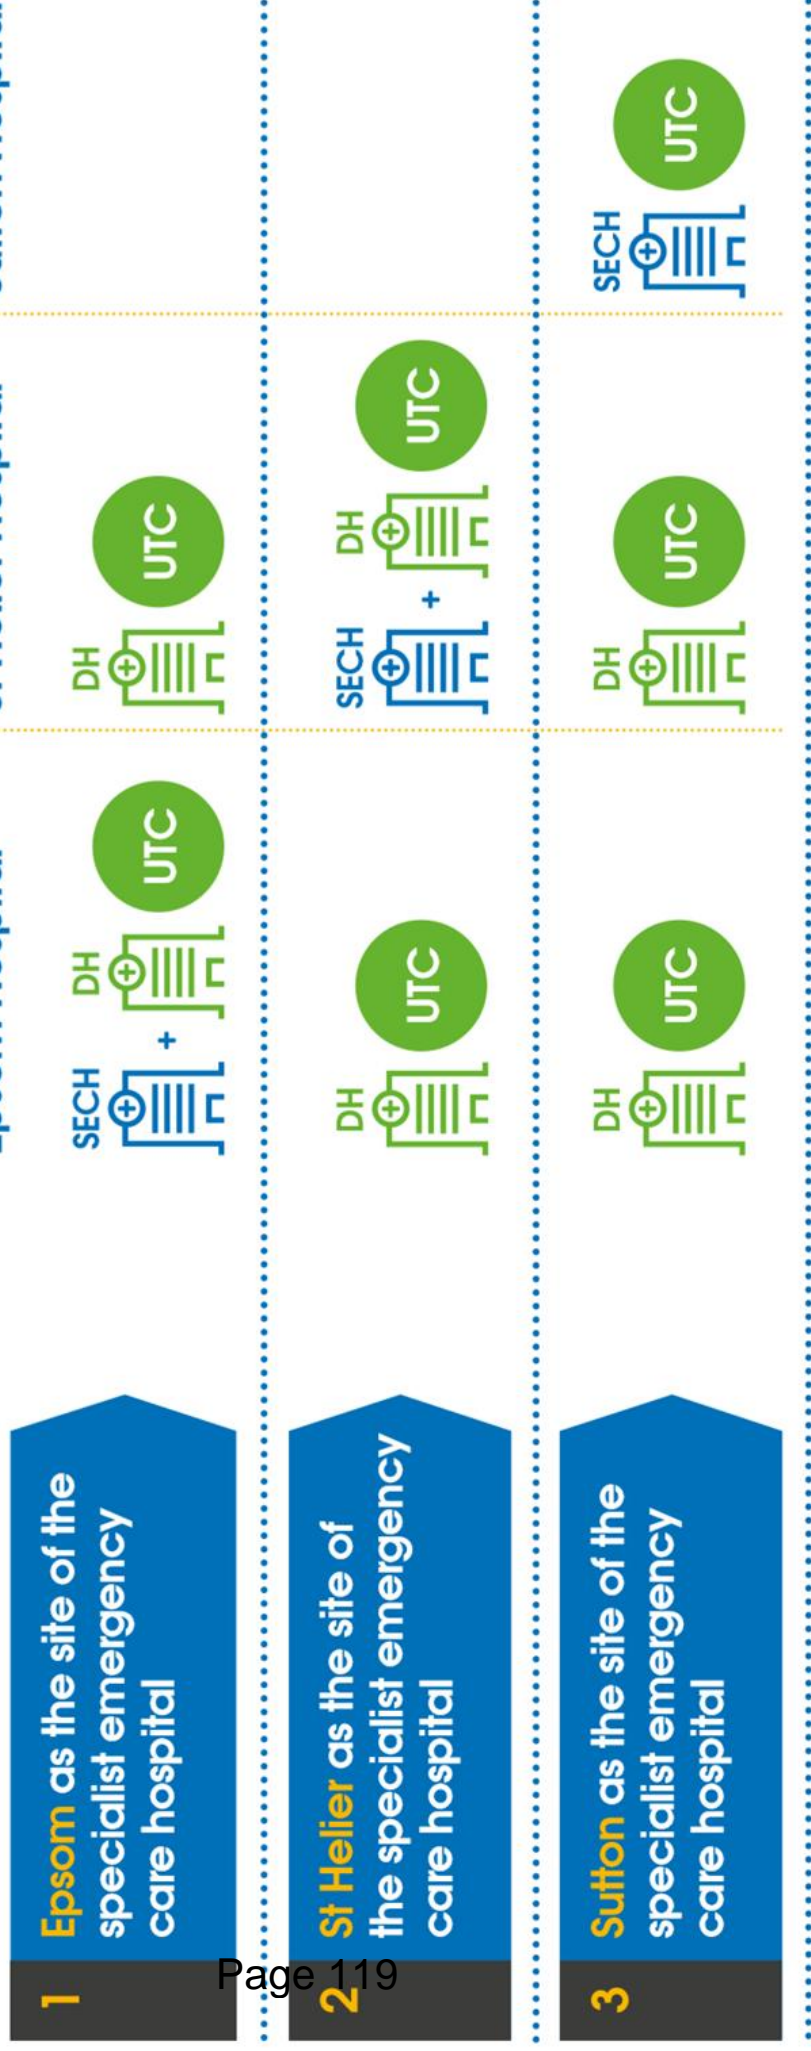 1
Epsom as the site of the
specialist emergency
care hospital
SECH
+
DH
UTC
DH
UTC
2
St Helier as the site of
the specialist emergency
care hospital
DH
UTC
SECH
+
DH
UTC
3
Sutton as the site of the
specialist emergency
care hospital
DH
UTC
DH
UTC
SECH
UTC
Page 119